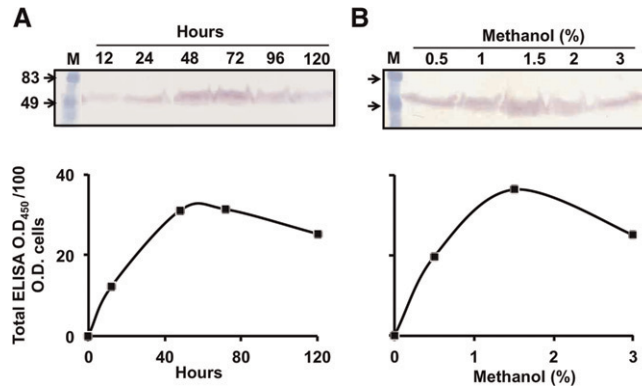 A
Hours
M 12 24 48 72 96 120
83
49
B
Methanol (%)
M 0.5 1 1.5 2 3
Total ELISA O.D450 /100
O.D. cells
40
20
0
0 40 80 120
Hours
0 1 2 3
Methanol (%)